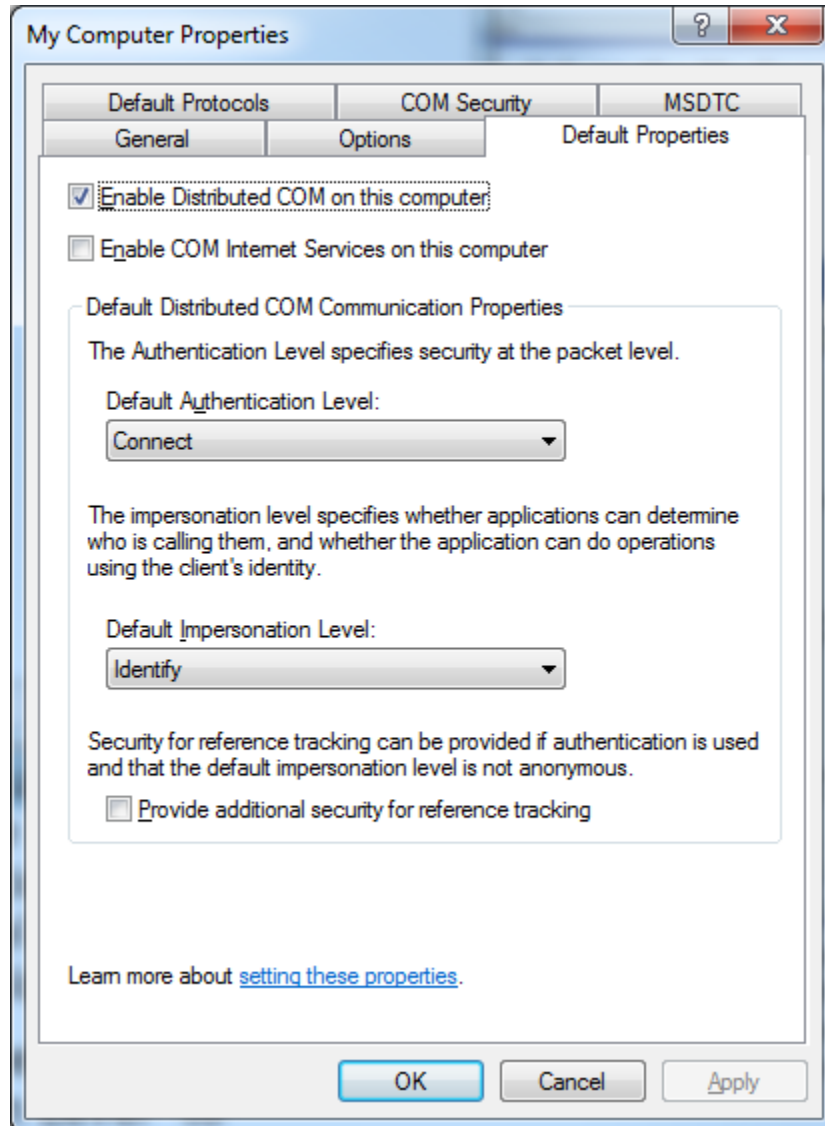 My Computer Properties
Default Protocols COM Security MSDTC
General Options Default Properties
Enable Distributed COM on this computer
Enable COM Internet Services on this computer
Default Distributed COM Communication Properties
The Authentication Level specifies security at the packet level.
Default Authentication Level:
Connect
The impersonation level specifies whether applications can determine
who is calling them, and whether the application can do operations
using the client's identity.
Default Impersonation Level:
Identify
Security for reference tracking can be provided if authentication is used
and that the default impersonation level is not anonymous.
Provide additional security for reference tracking
Learn more about setting these properties.
OK Cancel Apply